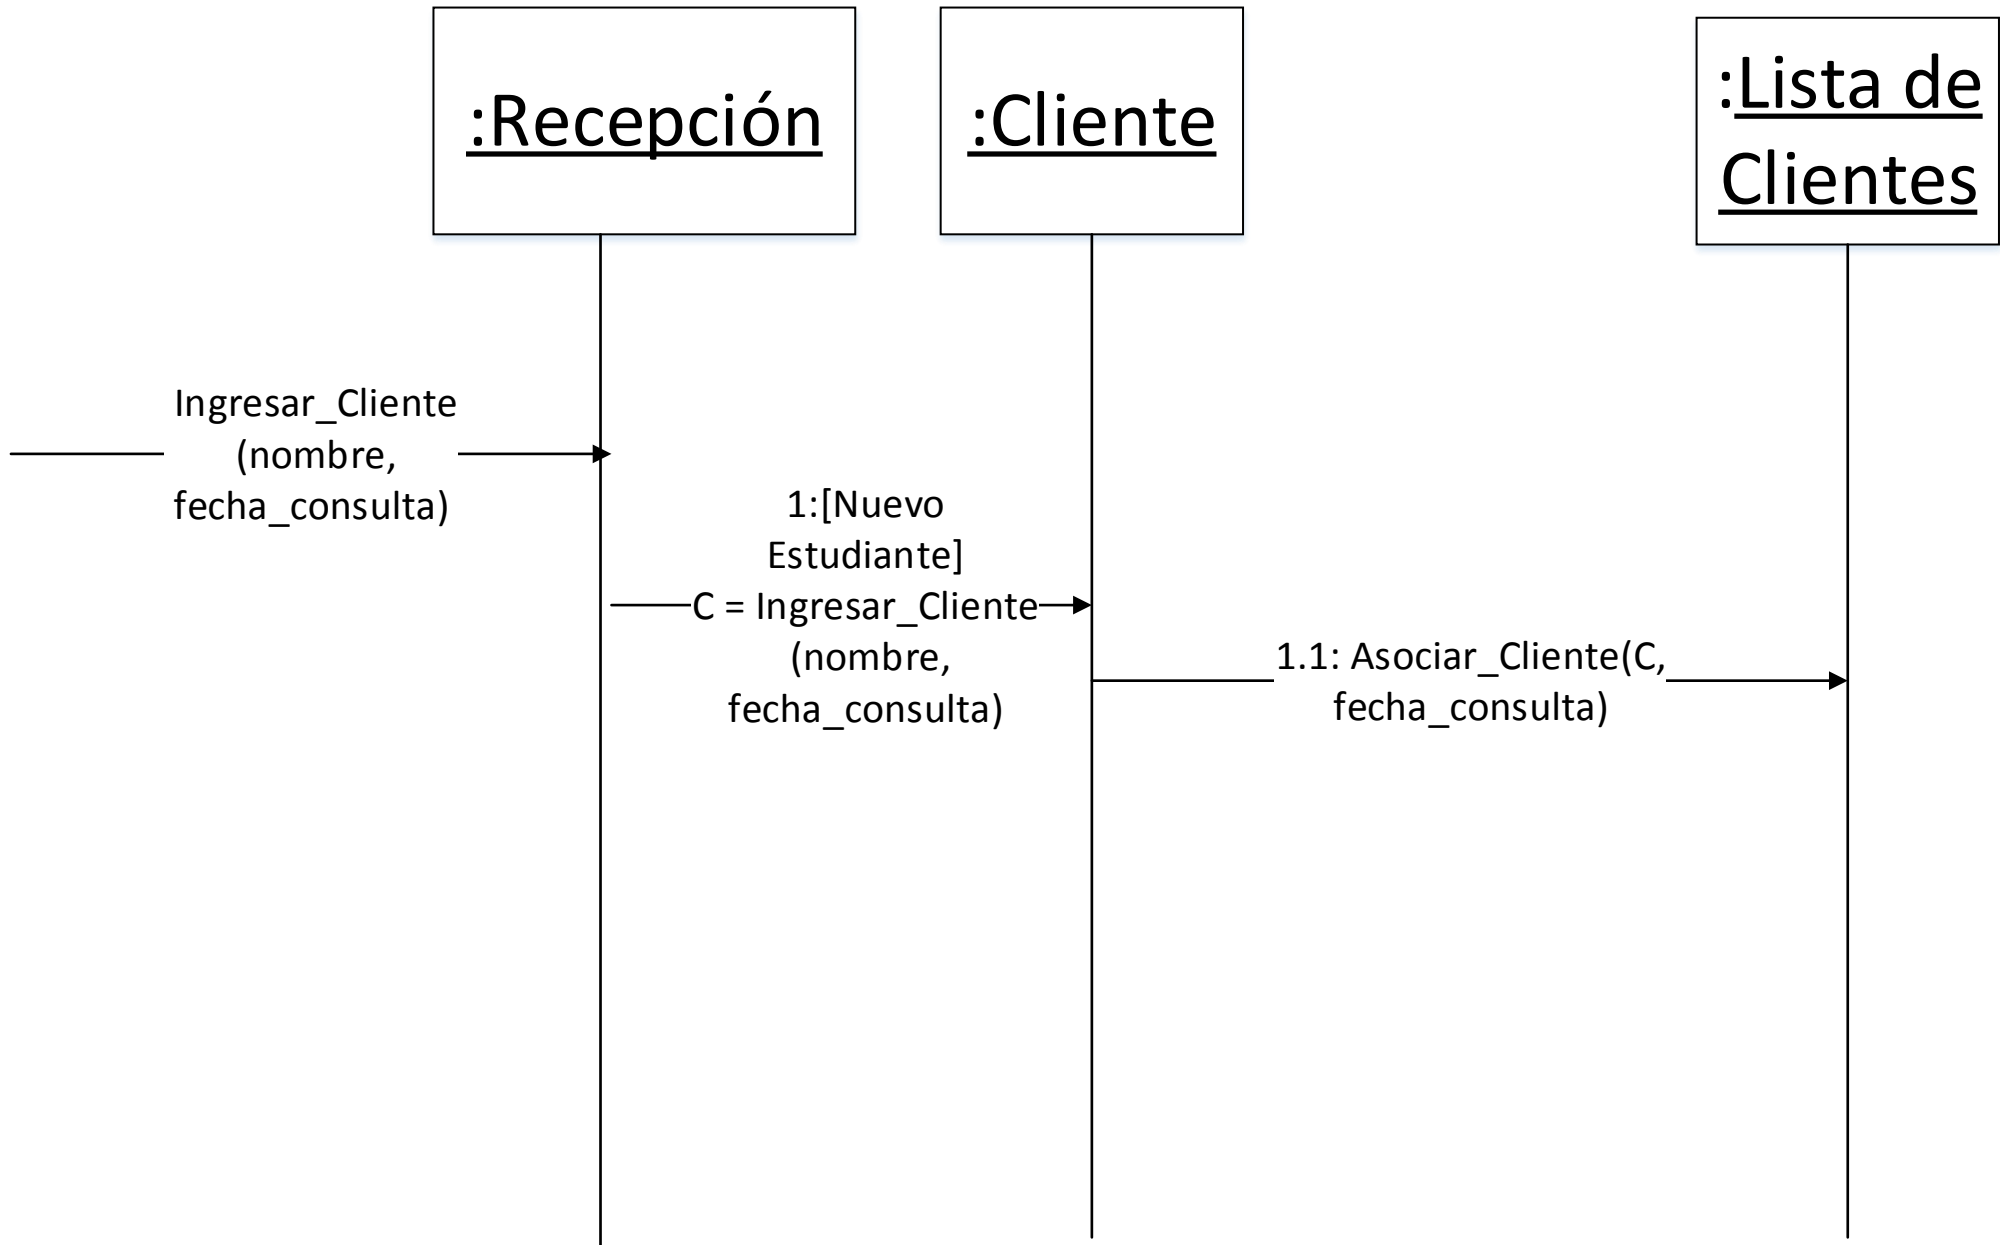 :Recepción
:Cliente
:Lista de
Clientes
Ingresar_Cliente
(nombre,
fecha_consulta)
1:[Nuevo
Estudiante]
C = Ingresar_Cliente
(nombre,
fecha_consulta)
1.1: Asociar_Cliente(C,
fecha_consulta)